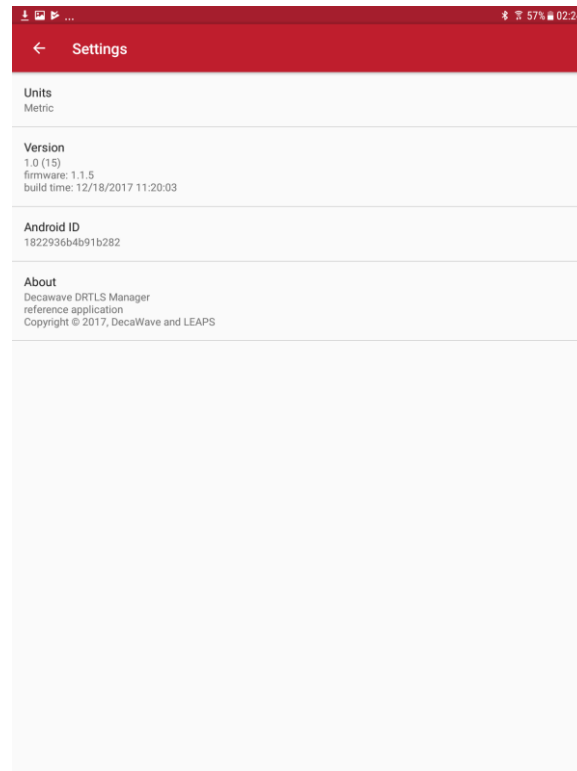 ... 57% 02:2
Settings
Units
Metric
Version
1.0 (15)
firmware: 1.1.5
build time: 12/18/2017 11:20:03
Android ID
1822936b4b91b282
About
Decawave DRTLS Manager
reference application
Copyright © 2017, DecaWave and LEAPS